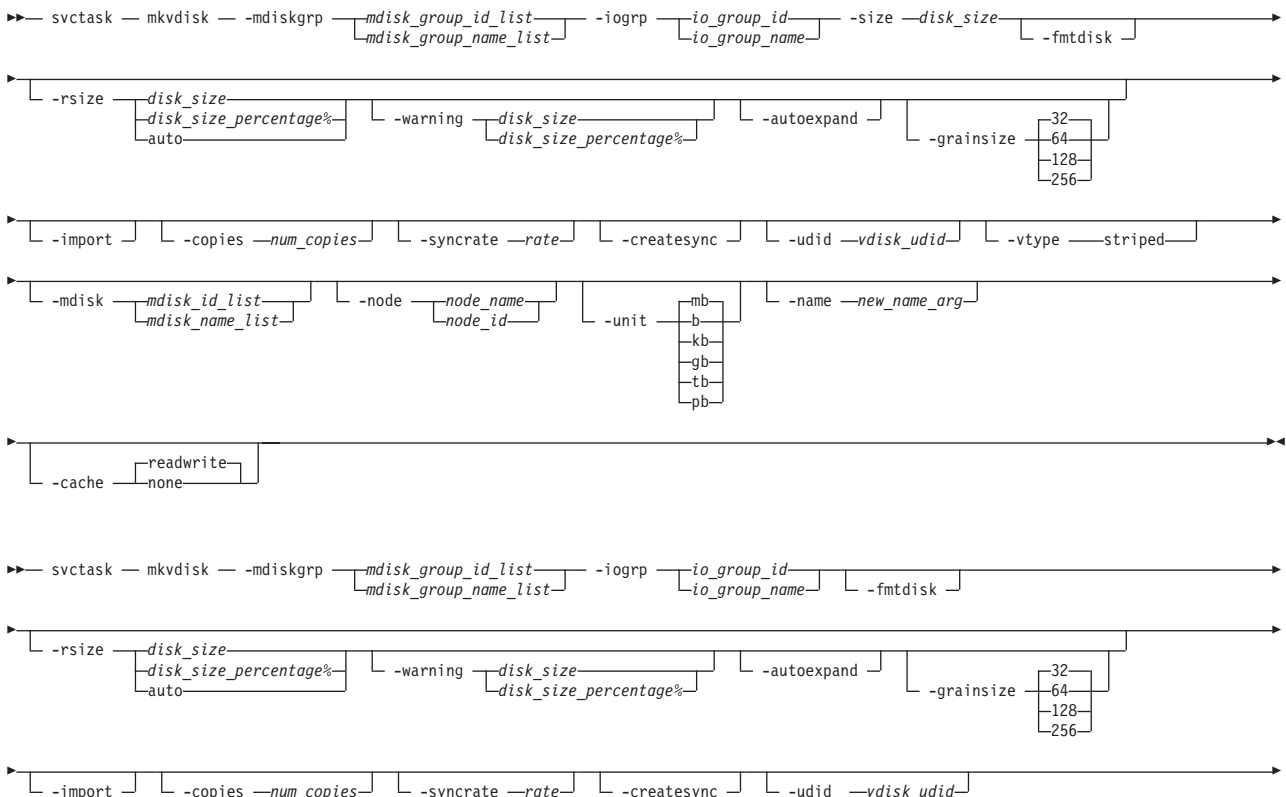 svctask mkvdisk -mdiskgrp mdisk_group_id_list -iogrp io_group_id -size disk_size
mdisk_group_name_list io_group_name -fmtdisk
-rsize disk_size
disk_size_percentage% -warning disk_size -autoexpand 32
auto disk_size_percentage% -grainsize 64
128
256
-import -copies num_copies -syncrate rate -createsync -udid vdisk_udid -vtype striped
-mdisk mdisk_id_list -node node_name mb -name new_name_arg
mdisk_name_list node_id -unit b
kb
gb
tb
pb
readwrite
-cache none
svctask mkvdisk -mdiskgrp mdisk_group_id_list -iogrp io_group_id
mdisk_group_name_list io_group_name -fmtdisk
-rsize disk_size
disk_size_percentage% -warning disk_size -autoexpand 32
auto disk_size_percentage% -grainsize 64
128
256
-import -copies num_copies -syncrate rate -createsync -udid vdisk_udid